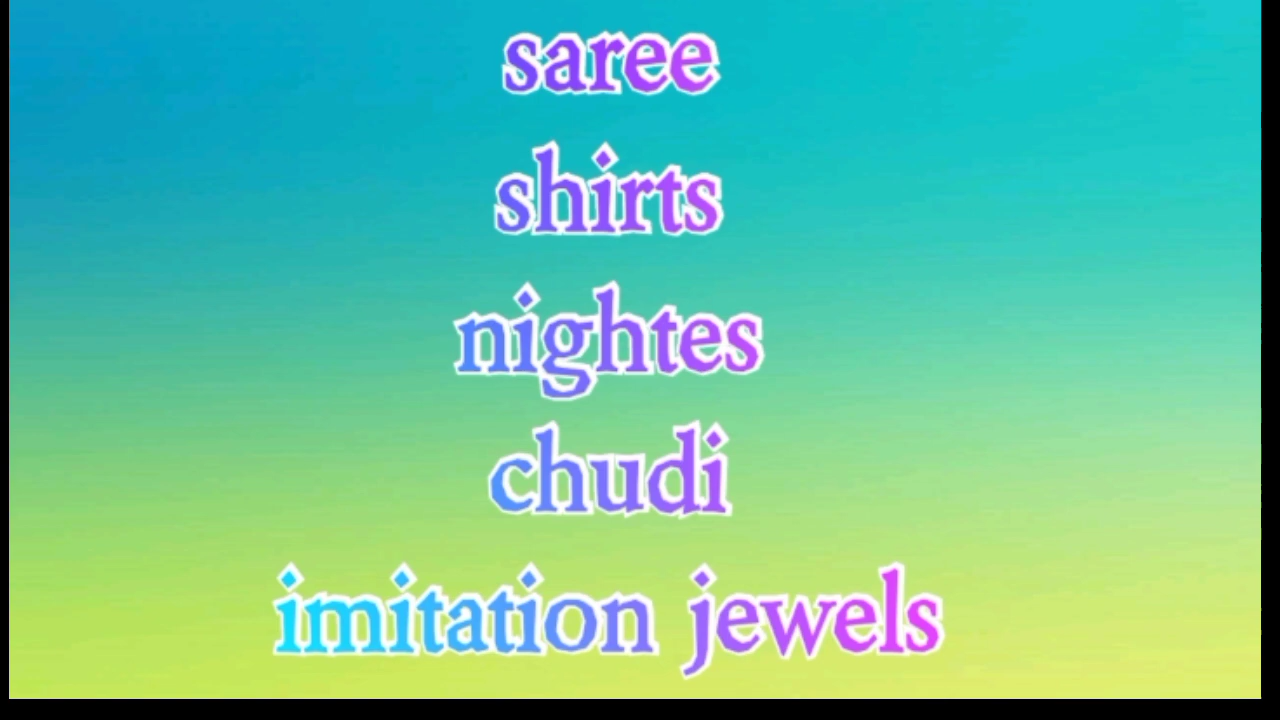 saree
shirts
nightes
chudi
imitation jewels